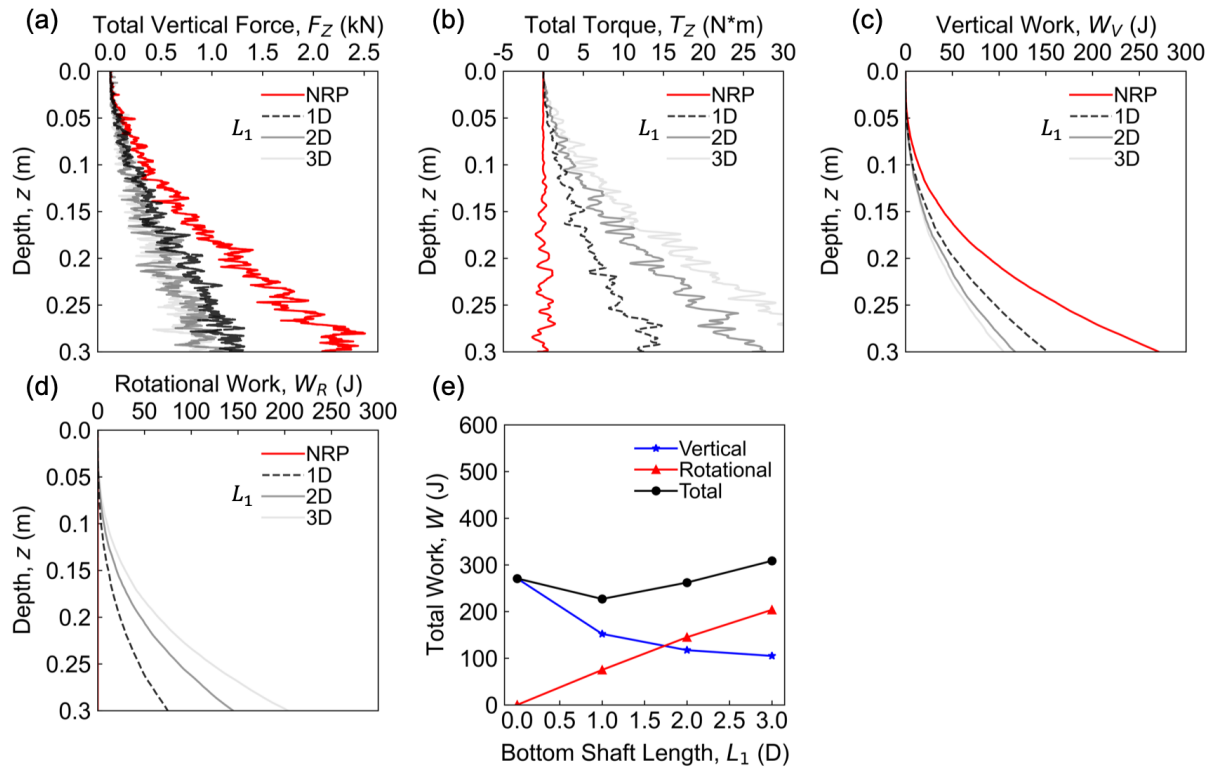 (a)
Total Vertical Force, F_Z (kN)
0.0 0.5 1.0 1.5 2.0 2.5
0.0
0.05
0.1
0.15
0.2
0.25
0.3
Depth, z (m)
NRP
L₁ 1D
2D
3D
(b)
Total Torque, T_Z (N*m)
-5 0 5 10 15 20 25 30
0.0
0.05
0.1
0.15
0.2
0.25
0.3
Depth, z (m)
NRP
L₁ 1D
2D
3D
(c)
Vertical Work, W_V (J)
0 50 100 150 200 250 300
0.0
0.05
0.1
0.15
0.2
0.25
0.3
Depth, z (m)
NRP
L₁ 1D
2D
3D
(d)
Rotational Work, W_R (J)
0 50 100 150 200 250 300
0.0
0.05
0.1
0.15
0.2
0.25
0.3
Depth, z (m)
NRP
L₁ 1D
2D
3D
(e)
600
500
400
300
200
100
0
Total Work, W (J)
Vertical
Rotational
Total
0.0 0.5 1.0 1.5 2.0 2.5 3.0
Bottom Shaft Length, L₁ (D)